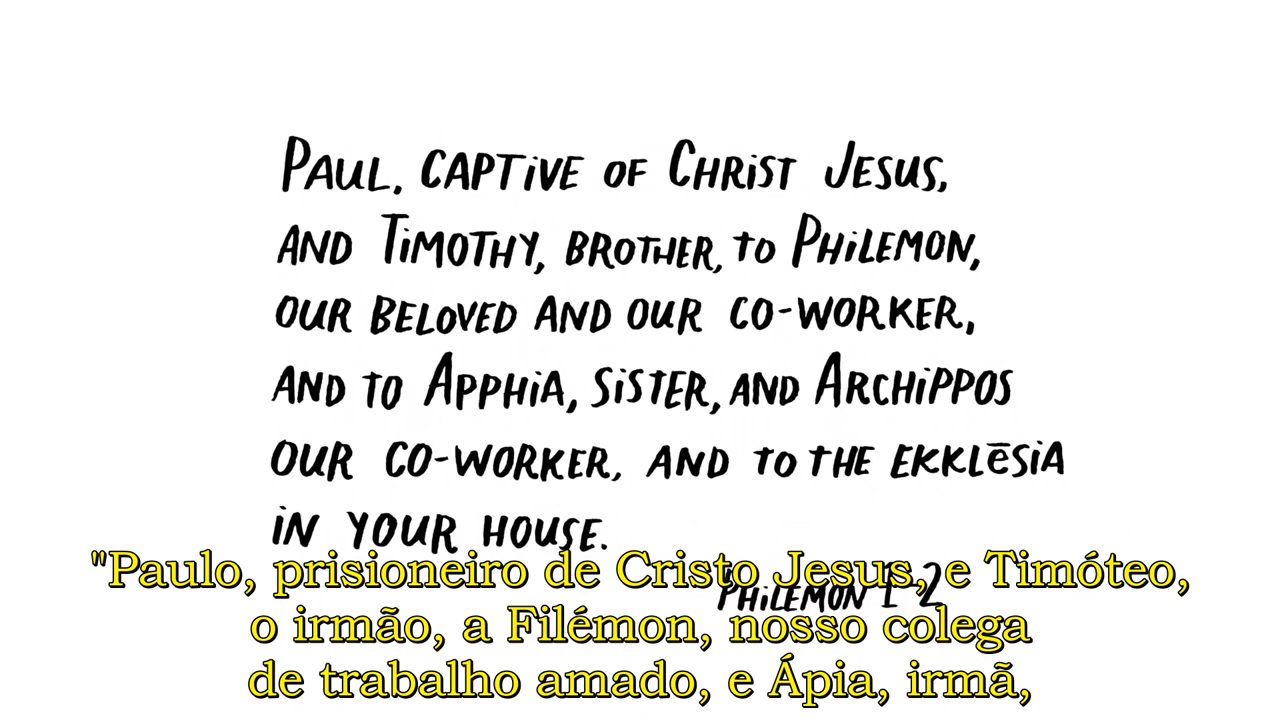 Paul, captive of Christ Jesus,
and Timothy, brother, to Philemon,
our beloved and our co-worker,
and to Apphia, sister, and Archippos
our co-worker, and to the ekklēsia
in your house.
Philemon 1 2
"Paulo, prisioneiro de Cristo Jesus, e Timóteo,
o irmão, a Filémon, nosso colega
de trabalho amado, e Ápia, irmã,